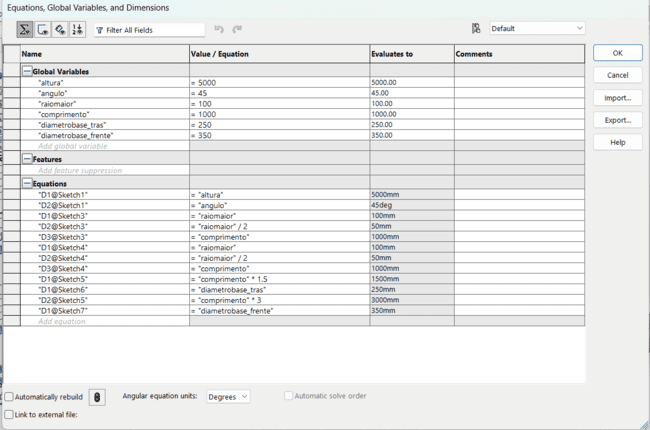 Equations, Global Variables, and Dimensions
Filter All Fields
Default
Name Value / Equation Evaluates to Comments
Global Variables
"altura" = 5000 5000.00
"angulo" = 45 45.00
"raiomaior" = 100 100.00
"comprimento" = 1000 1000.00
"diametrobase_tras" = 250 250.00
"diametrobase_frente" = 350 350.00
Add global variable
Features
Add feature suppression
Equations
"D1@Sketch1" = "altura" 5000mm
"D2@Sketch1" = "angulo" 45deg
"D1@Sketch3" = "raiomaior" 100mm
"D2@Sketch3" = "raiomaior" / 2 50mm
"D3@Sketch3" = "comprimento" 1000mm
"D1@Sketch4" = "raiomaior" 100mm
"D2@Sketch4" = "raiomaior" / 2 50mm
"D3@Sketch4" = "comprimento" 1000mm
"D1@Sketch5" = "comprimento" * 1.5 1500mm
"D1@Sketch6" = "diametrobase_tras" 250mm
"D2@Sketch5" = "comprimento" * 3 3000mm
"D1@Sketch7" = "diametrobase_frente" 350mm
Add equation
OK
Cancel
Import...
Export...
Help
Automatically rebuild Angular equation units: Degrees Automatic solve order
Link to external file: